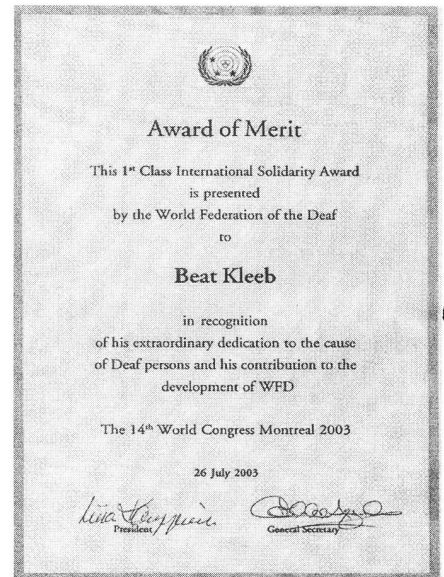 Award of Merit
This 1st Class International Solidarity Award
is presented
by the World Federation of the Deaf
to
Beat Kleeb
in recognition
of his extraordinary dedication to the cause
of Deaf persons and his contribution to the
development of WFD
The 14th World Congress Montreal 2003
26 July 2003
President
General Secretary